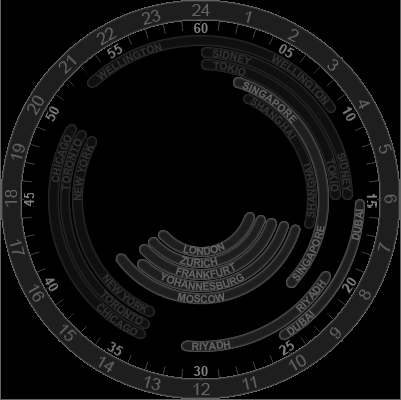 24
1
2
3
4
5
6
7
8
9
10
11
12
13
14
15
16
17
18
19
20
21
22
23
60
05
10
15
20
25
30
35
40
45
50
55
WELLINGTON
WELLINGTON
SIDNEY
SIDNEY
TOKIO
TOKIO
SINGAPORE
SINGAPORE
SHANGHAI
SHANGHAI
DUBAI
DUBAI
RIYADH
RIYADH
CHICAGO
TORONTO
NEW YORK
NEW YORK
TORONTO
CHICAGO
LONDON
ZURICH
FRANKFURT
YOHANNESBURG
MOSCOW